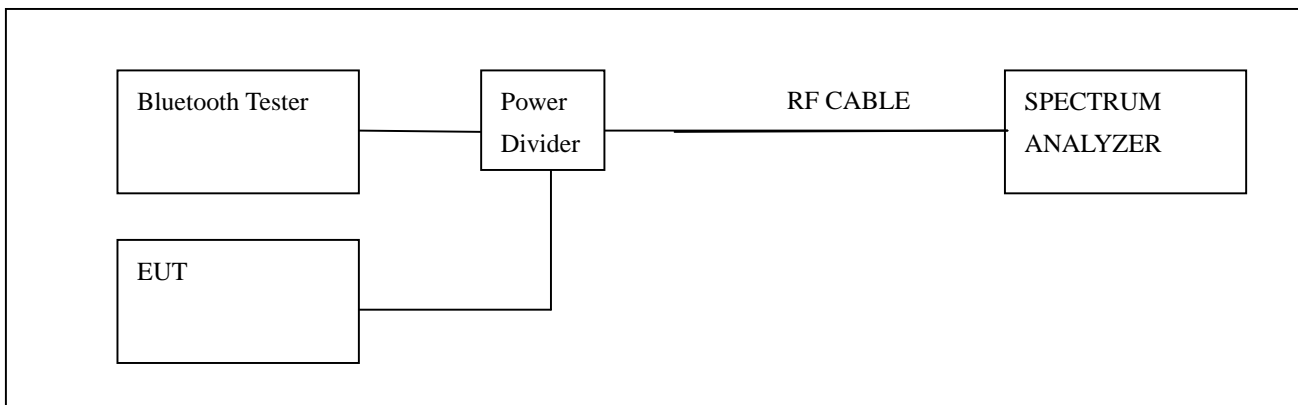 Bluetooth Tester
Power
Divider
RF CABLE
SPECTRUM
ANALYZER
EUT